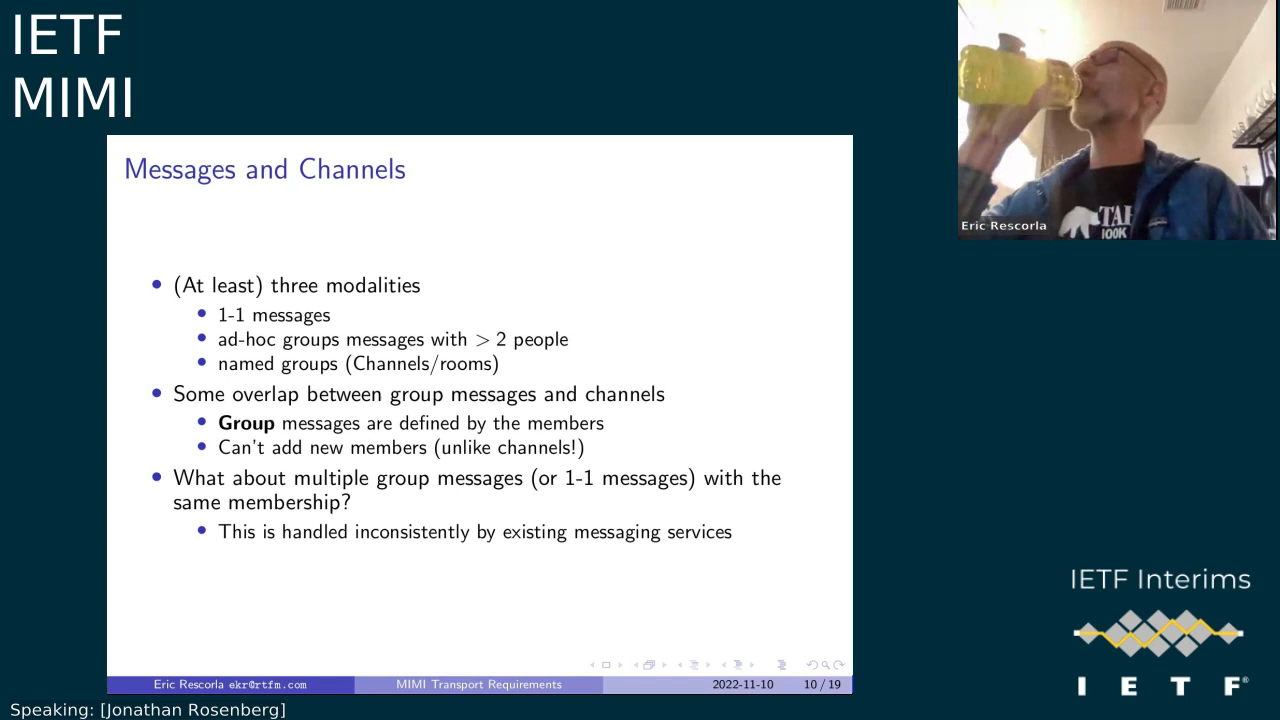 IETF
MIMI
Messages and Channels
(At least) three modalities
1-1 messages
ad-hoc groups messages with > 2 people
named groups (Channels/rooms)
Some overlap between group messages and channels
Group messages are defined by the members
Can't add new members (unlike channels!)
What about multiple group messages (or 1-1 messages) with the
same membership?
This is handled inconsistently by existing messaging services
Eric Rescorla ekr@rtfm.com
MIMI Transport Requirements
2022-11-10
10 / 19
TAH
100K
Eric Rescorla
IETF Interims
I E T F®
Speaking: [Jonathan Rosenberg]